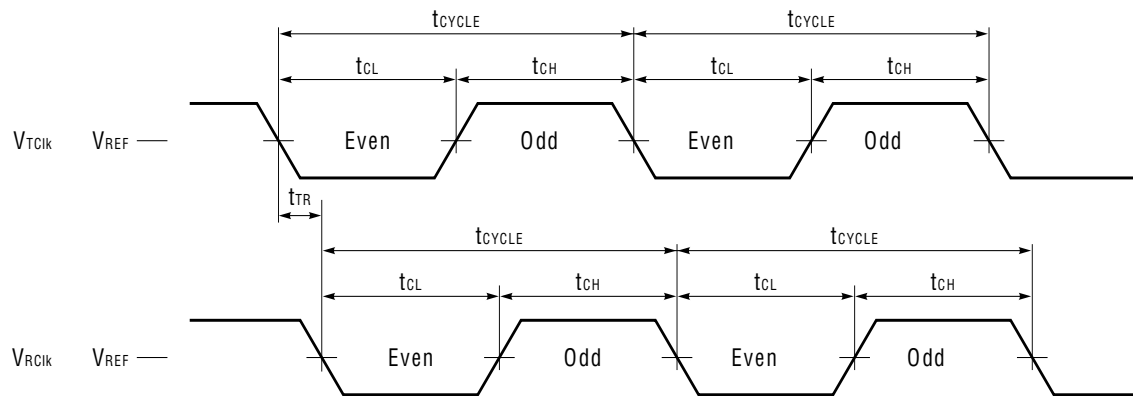 tCYCLE tCYCLE
tCL tCH tCL tCH
VTClk VREF Even Odd Even Odd
tTR
tCYCLE tCYCLE
tCL tCH tCL tCH
VRClk VREF Even Odd Even Odd